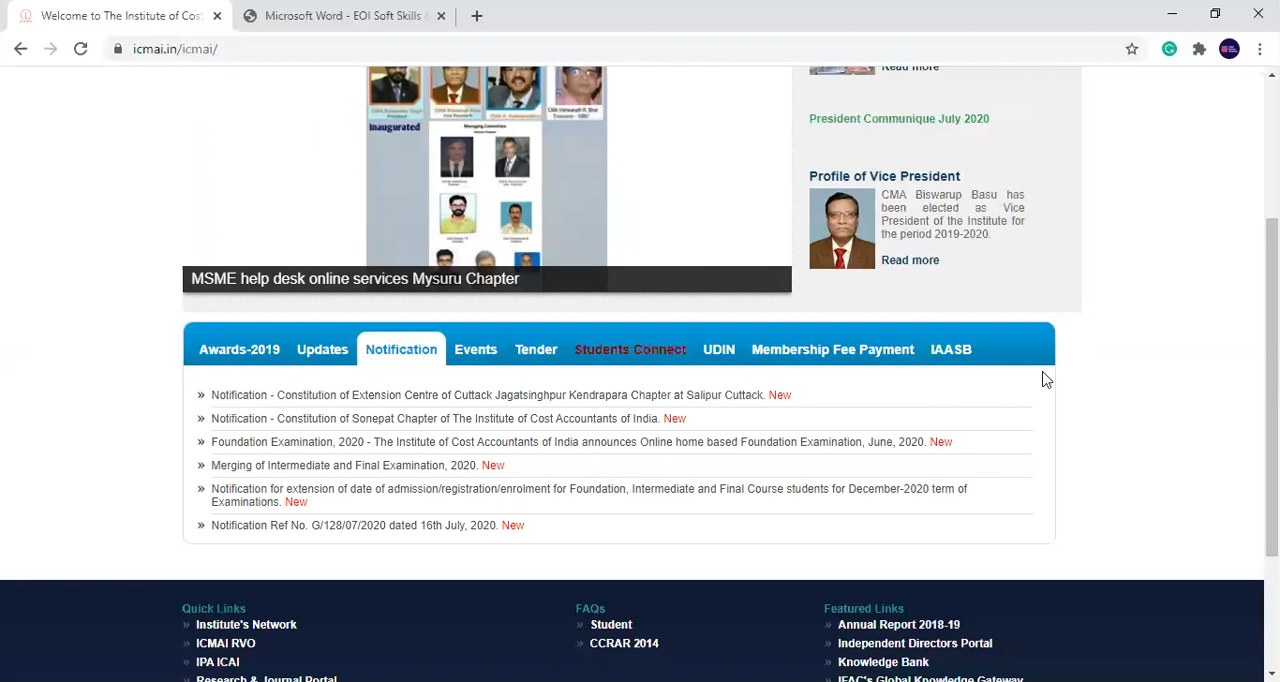 Welcome to The Institute of Cos
Microsoft Word - EOI Soft Skills
icmai.in/icmai/
Read more
President Communique July 2020
Profile of Vice President
CMA Biswarup Basu has
been elected as Vice
President of the Institute for
the period 2019-2020.
Read more
Inaugurated
Managing Committee
MSME help desk online services Mysuru Chapter
Awards-2019 Updates Notification Events Tender Students Connect UDIN Membership Fee Payment IAASB
» Notification - Constitution of Extension Centre of Cuttack Jagatsinghpur Kendrapara Chapter at Salipur Cuttack. New
» Notification - Constitution of Sonepat Chapter of The Institute of Cost Accountants of India. New
» Foundation Examination, 2020 - The Institute of Cost Accountants of India announces Online home based Foundation Examination, June, 2020. New
» Merging of Intermediate and Final Examination, 2020. New
» Notification for extension of date of admission/registration/enrolment for Foundation, Intermediate and Final Course students for December-2020 term of
Examinations. New
» Notification Ref No. G/128/07/2020 dated 16th July, 2020. New
Quick Links
» Institute's Network
» ICMAI RVO
» IPA ICAI
Research & Journal Portal
FAQs
» Student
» CCRAR 2014
Featured Links
» Annual Report 2018-19
» Independent Directors Portal
» Knowledge Bank
» IFAC's Global Knowledge Gateway